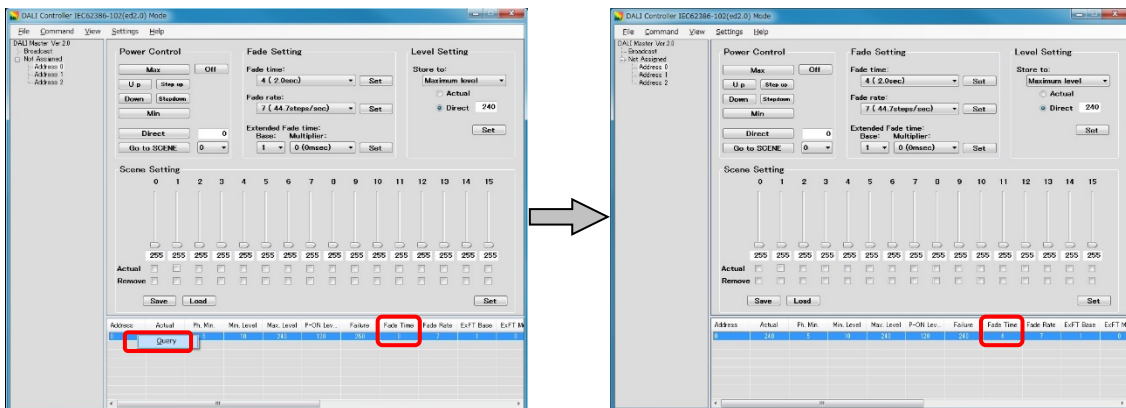 DALI Controller IEC62386-102(ed2.0) Mode
File Command View Settings Help
DALI Master Ver 2.0
Broadcast
Not Assigned
Address 0
Address 1
Address 2
Power Control
Max Off
Up Step up
Down Stepdown
Min
Direct 0
Go to SCENE 0
Fade Setting
Fade time:
4 ( 2.0sec) Set
Fade rate:
7 ( 44.7steps/sec) Set
Extended Fade time:
Base: Multiplier:
1 0 (0msec) Set
Level Setting
Store to:
Maximum level
Actual
Direct 240
Set
Scene Setting
0 1 2 3 4 5 6 7 8 9 10 11 12 13 14 15
255 255 255 255 255 255 255 255 255 255 255 255 255 255 255 255
Actual
Remove
Save Load Set
Address Actual Ph. Min. Min. Level Max. Level P-ON Lev... Failure Fade Time Fade Rate ExFT Base ExFT M
Query
DALI Controller IEC62386-102(ed2.0) Mode
File Command View Settings Help
DALI Master Ver 2.0
Broadcast
Not Assigned
Address 0
Address 1
Address 2
Power Control
Max Off
Up Step up
Down Stepdown
Min
Direct 0
Go to SCENE 0
Fade Setting
Fade time:
4 ( 2.0sec) Set
Fade rate:
7 ( 44.7steps/sec) Set
Extended Fade time:
Base: Multiplier:
1 0 (0msec) Set
Level Setting
Store to:
Maximum level
Actual
Direct 240
Set
Scene Setting
0 1 2 3 4 5 6 7 8 9 10 11 12 13 14 15
255 255 255 255 255 255 255 255 255 255 255 255 255 255 255 255
Actual
Remove
Save Load Set
Address Actual Ph. Min. Min. Level Max. Level P-ON Lev... Failure Fade Time Fade Rate ExFT Base ExFT M